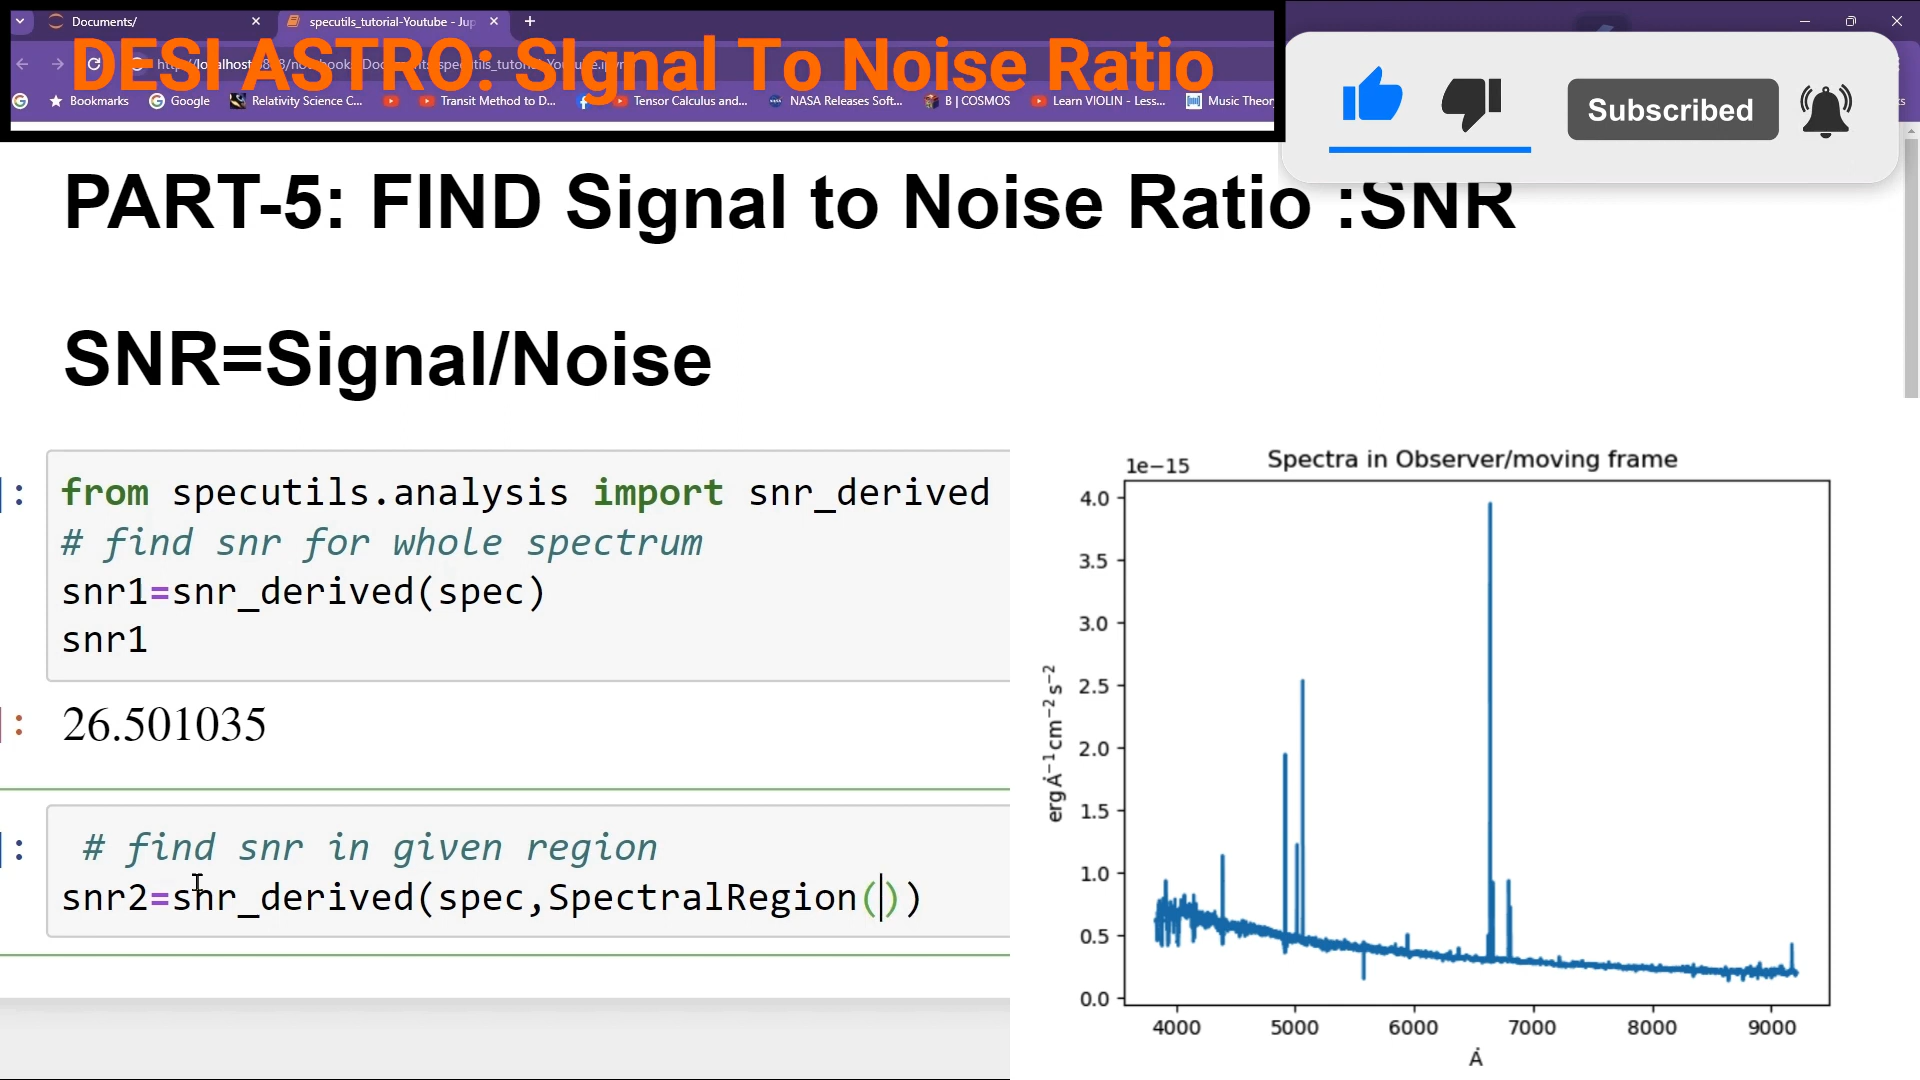 Documents/
specutils_tutorial-Youtube - Jup
DESI ASTRO: SIgnal To Noise Ratio
Bookmarks
Google
Relativity Science C...
Transit Method to D...
Tensor Calculus and...
NASA Releases Soft...
B | COSMOS
Learn VIOLIN - Less...
Music Theor
Subscribed
PART-5: FIND Signal to Noise Ratio :SNR
SNR=Signal/Noise
]:
from specutils.analysis import snr_derived
# find snr for whole spectrum
snr1=snr_derived(spec)
snr1
]:
26.501035
]:
# find snr in given region
snr2=snr_derived(spec,SpectralRegion())
Spectra in Observer/moving frame
1e−15
4.0
3.5
3.0
2.5
2.0
1.5
1.0
0.5
0.0
erg Å⁻¹ cm⁻² s⁻²
4000 5000 6000 7000 8000 9000
Å